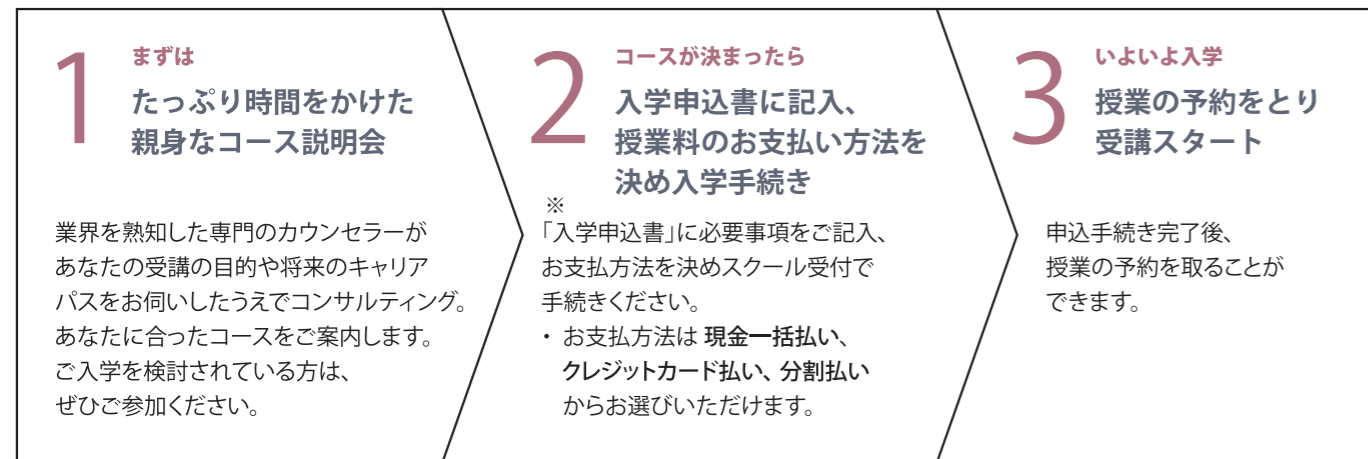 1
まずは
たっぷり時間をかけた
親身なコース説明会
業界を熟知した専門のカウンセラーが
あなたの受講の目的や将来のキャリア
パスをお伺いしたうえでコンサルティング。
あなたに合ったコースをご案内します。
ご入学を検討されている方は、
ぜひご参加ください。
2
コースが決まったら
入学申込書に記入、
授業料のお支払い方法を
決め入学手続き
※
「入学申込書」に必要事項をご記入、
お支払方法を決めスクール受付で
手続きください。
・ お支払方法は 現金一括払い、
クレジットカード払い、分割払い
からお選びいただけます。
3
いよいよ入学
授業の予約をとり
受講スタート
申込手続き完了後、
授業の予約を取ることが
できます。